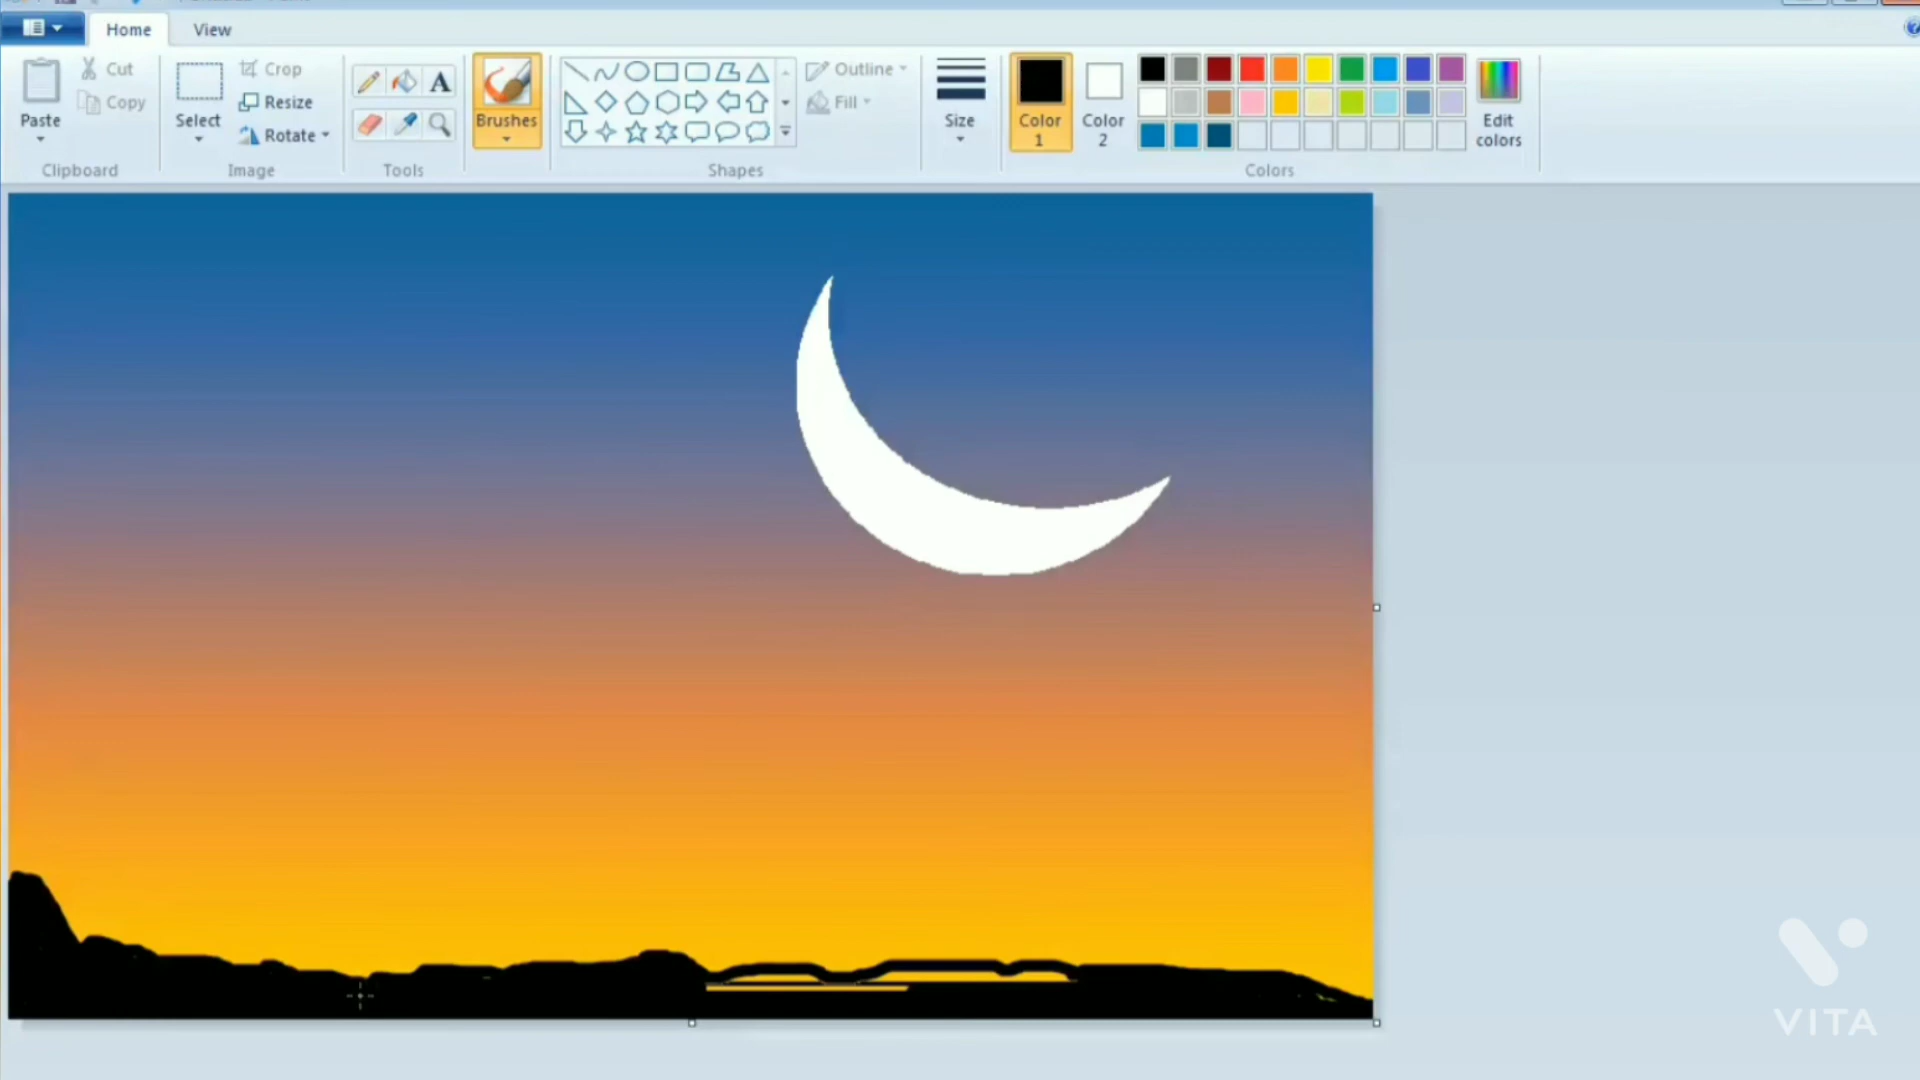 Home View
Cut
Copy
Paste
Clipboard
Select
Crop
Resize
Rotate
Image
A
Tools
Brushes
Shapes
Outline
Fill
Size
Color
1
Color
2
Edit
colors
Colors
VITA